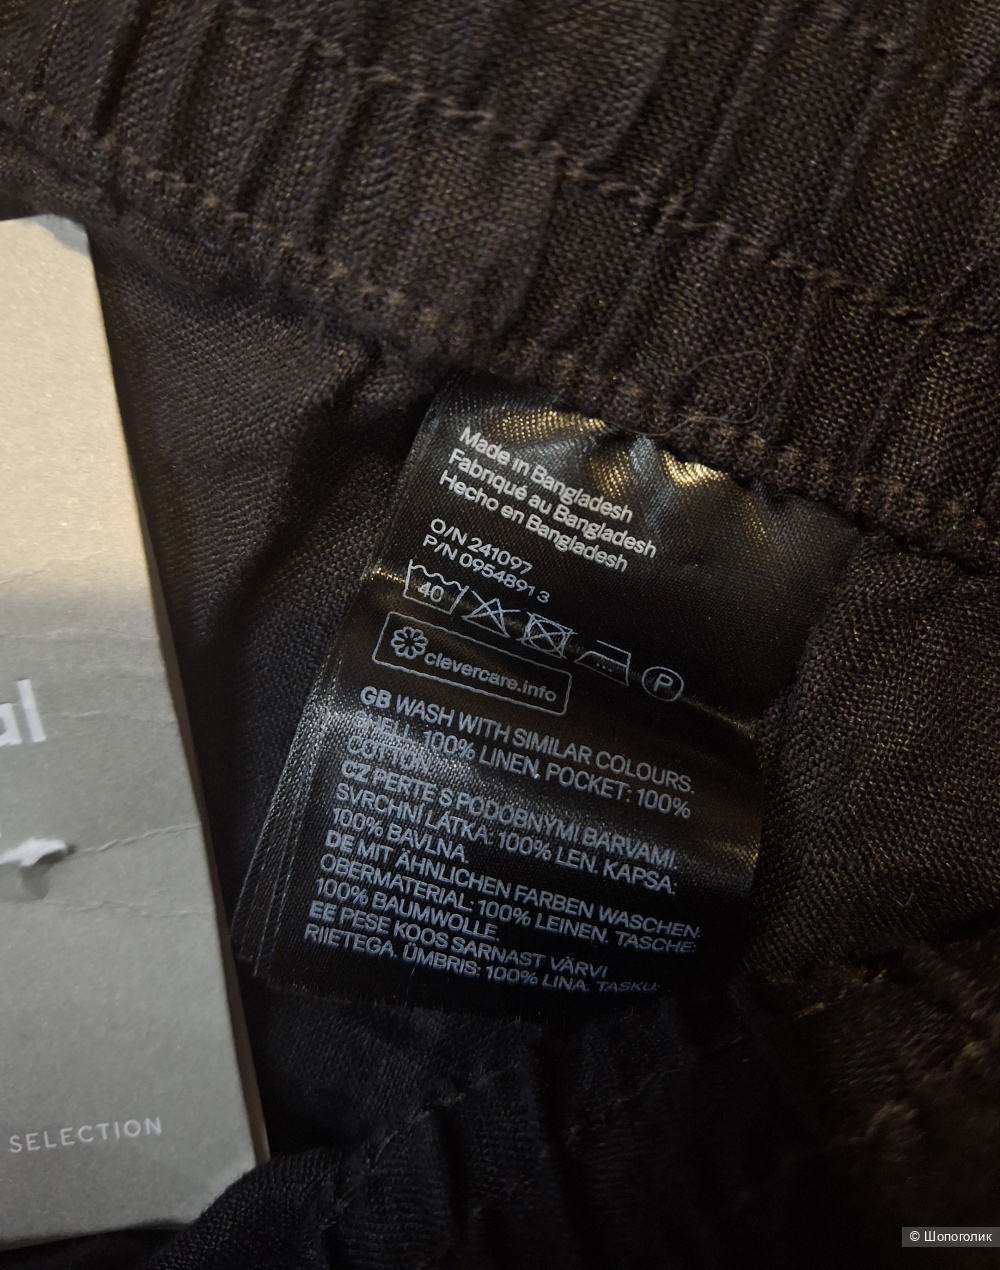 Made in Bangladesh
Fabriqué au Bangladesh
Hecho en Bangladesh
O/N 241097
P/N 0954891 3
40
P
clevercare.info
GB WASH WITH SIMILAR COLOURS.
SHELL: 100% LINEN. POCKET: 100%
COTTON.
CZ PERTE S PODOBNÝMI BARVAMI.
SVRCHNÍ LÁTKA: 100% LEN. KAPSA:
100% BAVLNA.
DE MIT ÄHNLICHEN FARBEN WASCHEN.
OBERMATERIAL: 100% LEINEN. TASCHE:
100% BAUMWOLLE.
EE PESE KOOS SARNAST VÄRVI
RIIETEGA. ÜMBRIS: 100% LINA. TASKU:
al
SELECTION
© Шопоголик